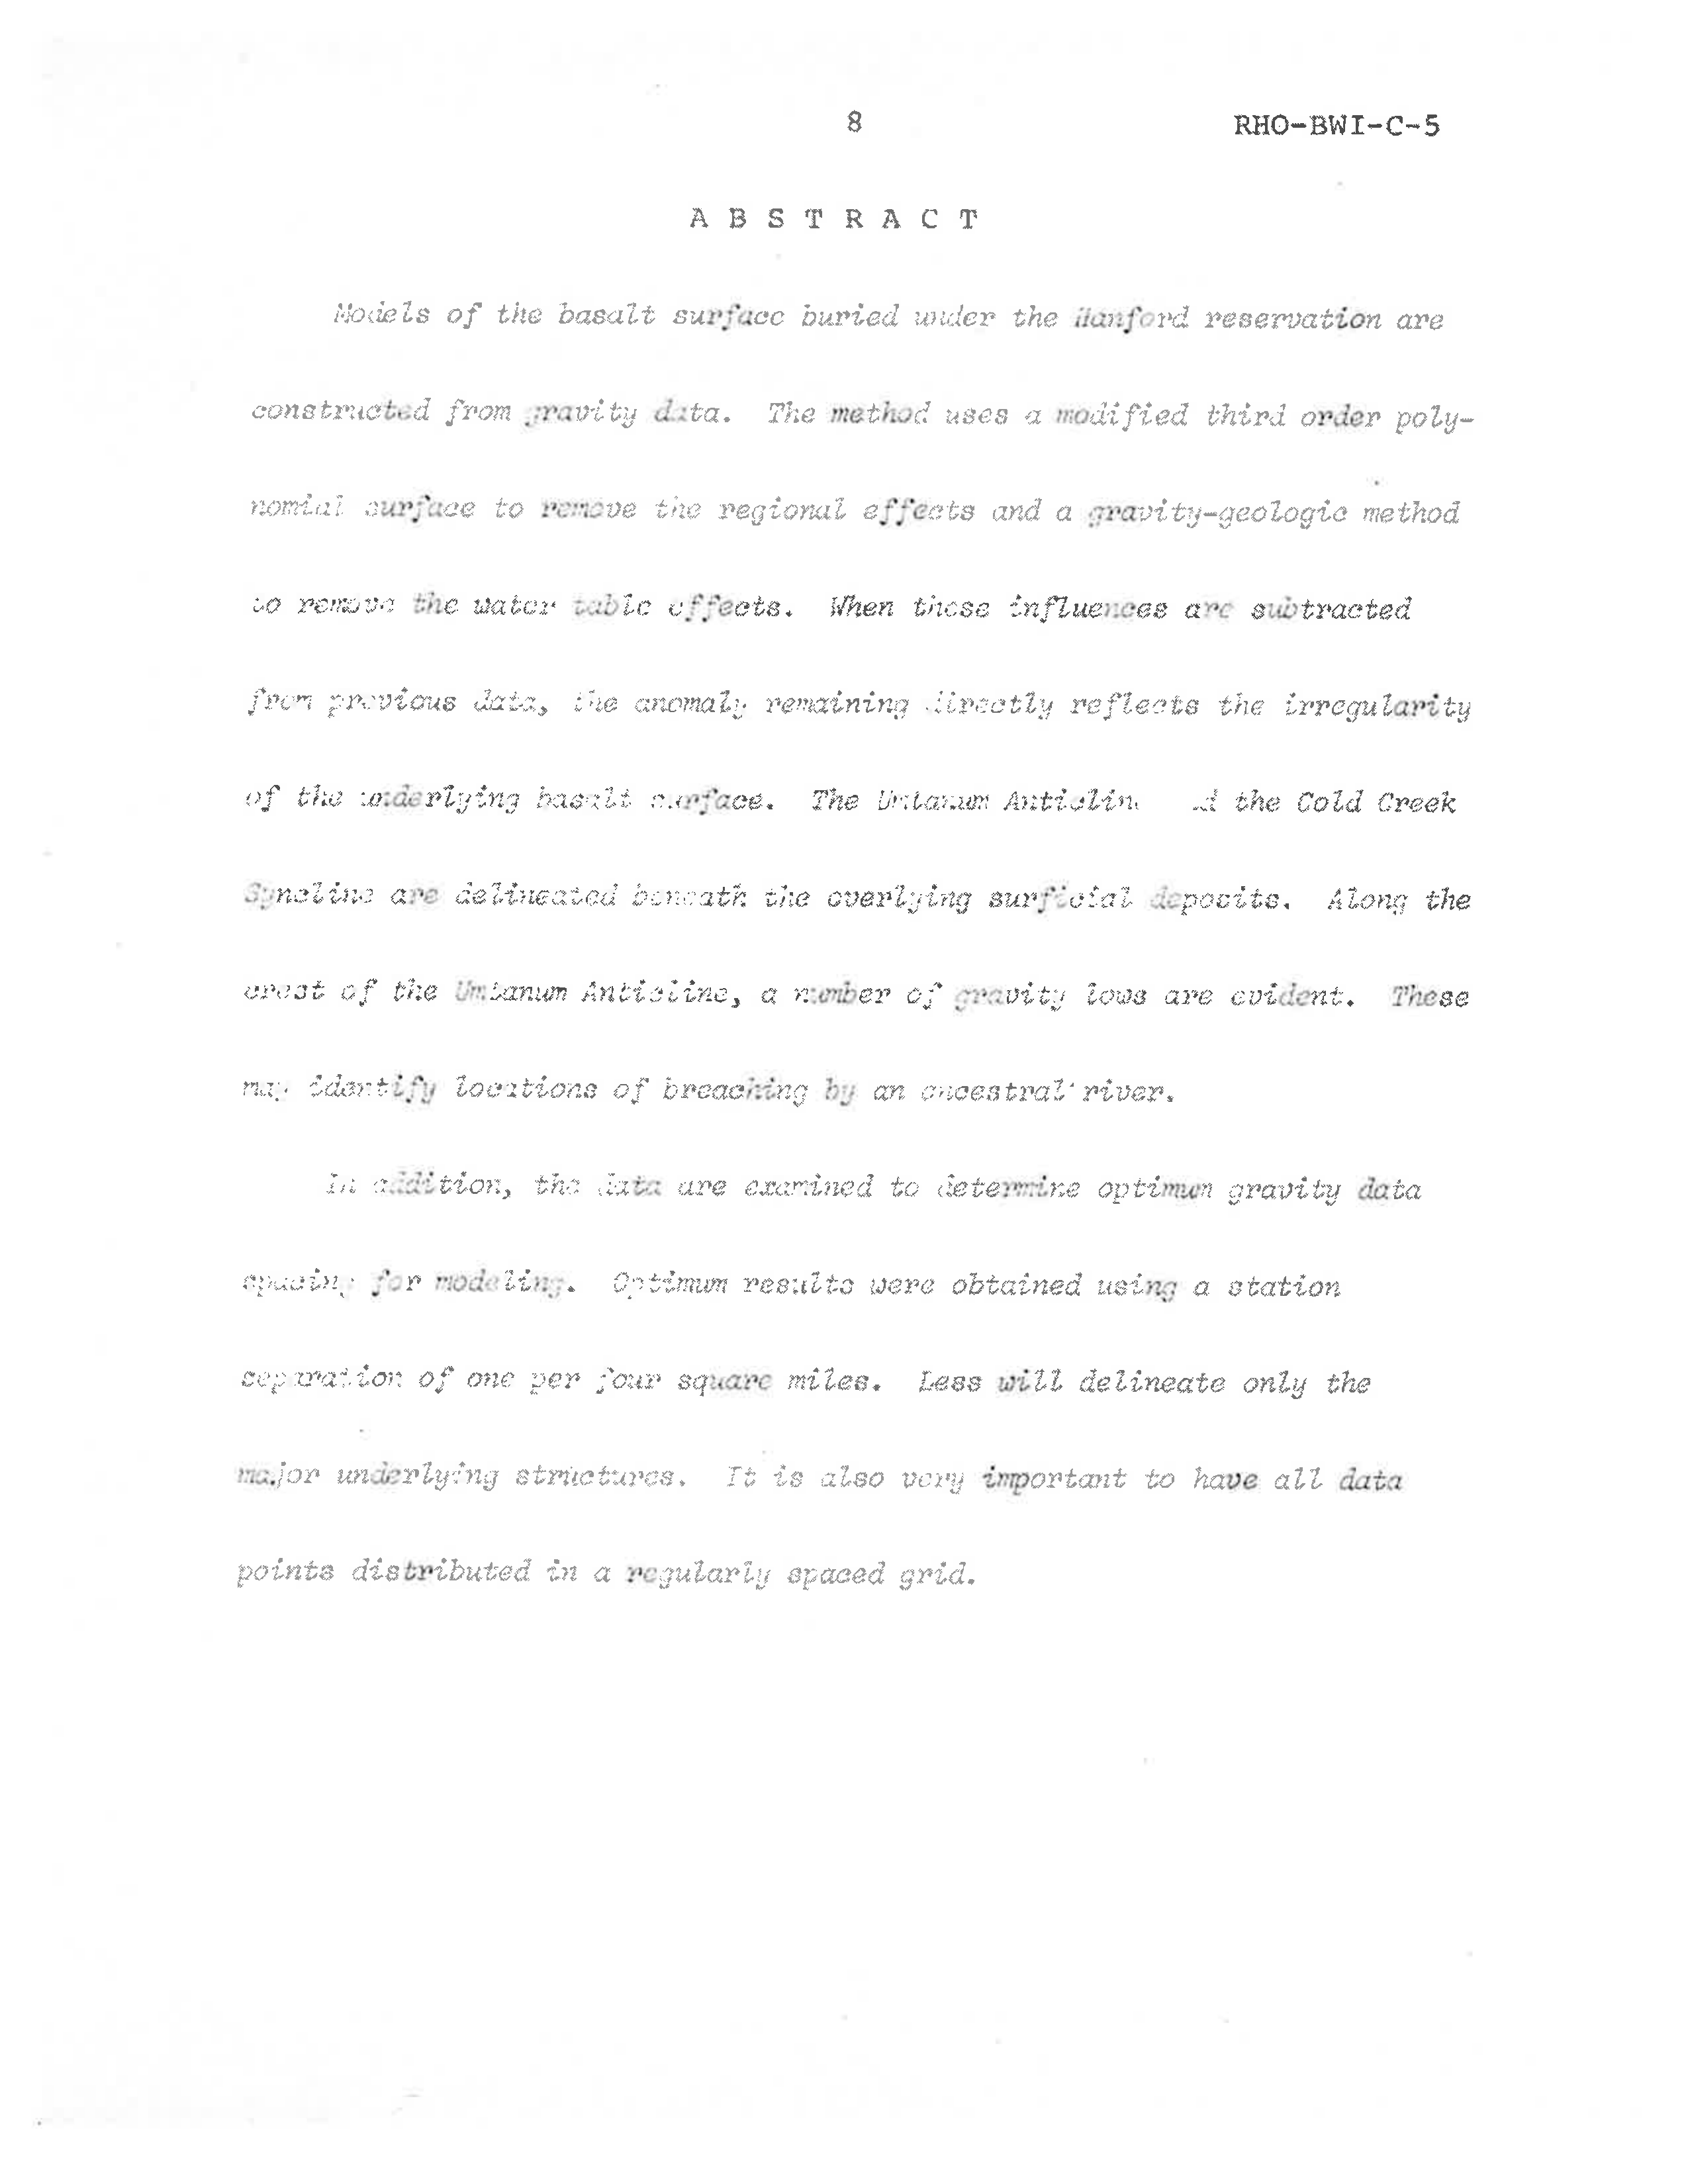 8
RHO-BWI-C-5
A B S T R A C T
Models of the basalt surface buried under the Hanford reservation are
constructed from gravity data. The method uses a modified third order poly-
nomial surface to remove the regional effects and a gravity-geologic method
to remove the water table effects. When these influences are subtracted
from previous data, the anomaly remaining directly reflects the irregularity
of the underlying basalt surface. The Umtanum Anticline the Cold Creek
Syncline are delineated beneath the overlying surficial deposits. Along the
crest of the Umtanum Anticline, a number of gravity lows are evident. These
may identify locations of breaching by an ancestral river.
In addition, the data are examined to determine optimum gravity data
spacing for modeling. Optimum results were obtained using a station
separation of one per four square miles. Less will delineate only the
major underlying structures. It is also very important to have all data
points distributed in a regularly spaced grid.